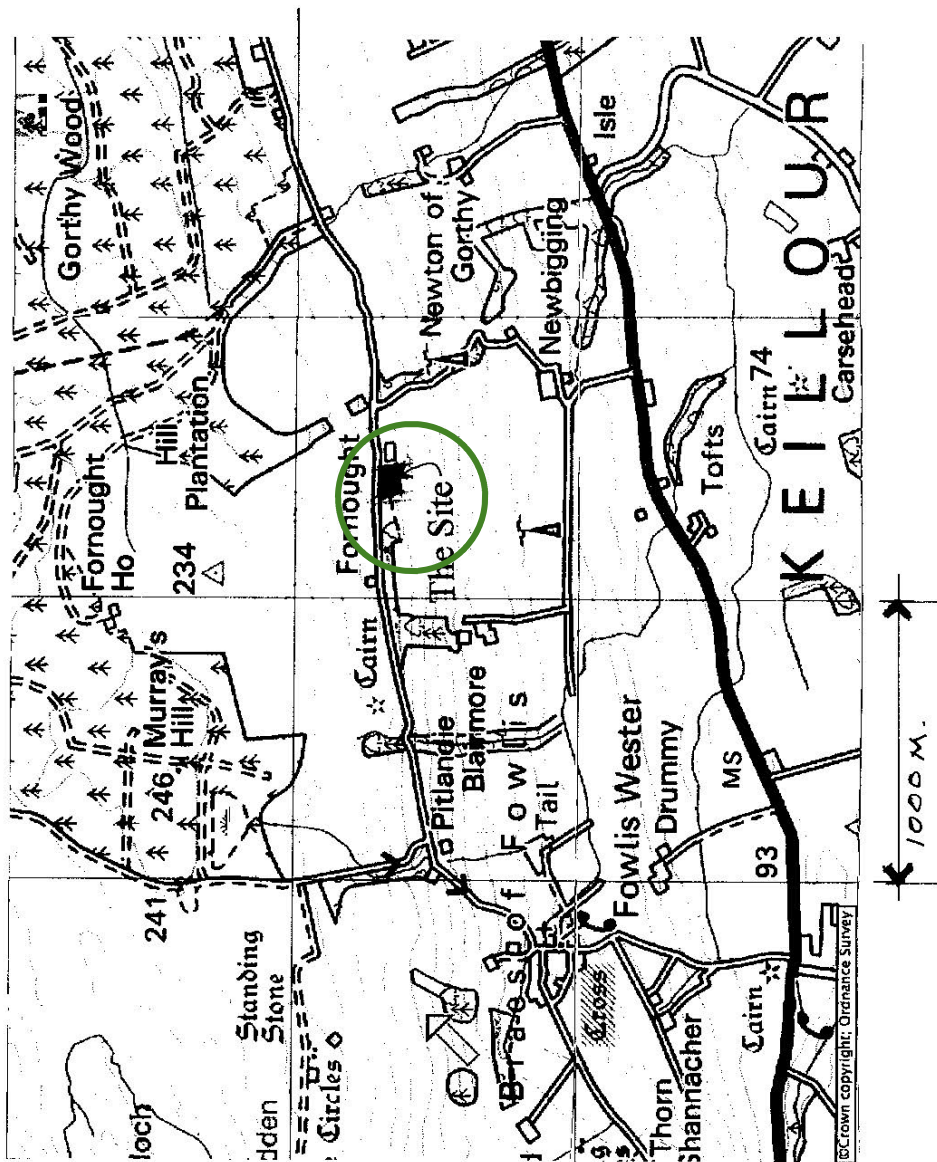 Gorthy Wood
Isle
Newton of
Gorthy
Newbigging
KEILLOUR
Carsehead
Cairn
74
Tofts
Hill
Plantation
Fornought
Ho
234
Fornought
The Site
Cairn
Murray's
Hill
246
Pitlandie
Blairmore
Braes of Fowlis
Tail
Fowlis Wester
Drummy
MS
93
241
Standing
Stone
Circles
Cross
Cairn
Thorn
Shannacher
loch
dden
1000 M.
©Crown copyright; Ordnance Survey